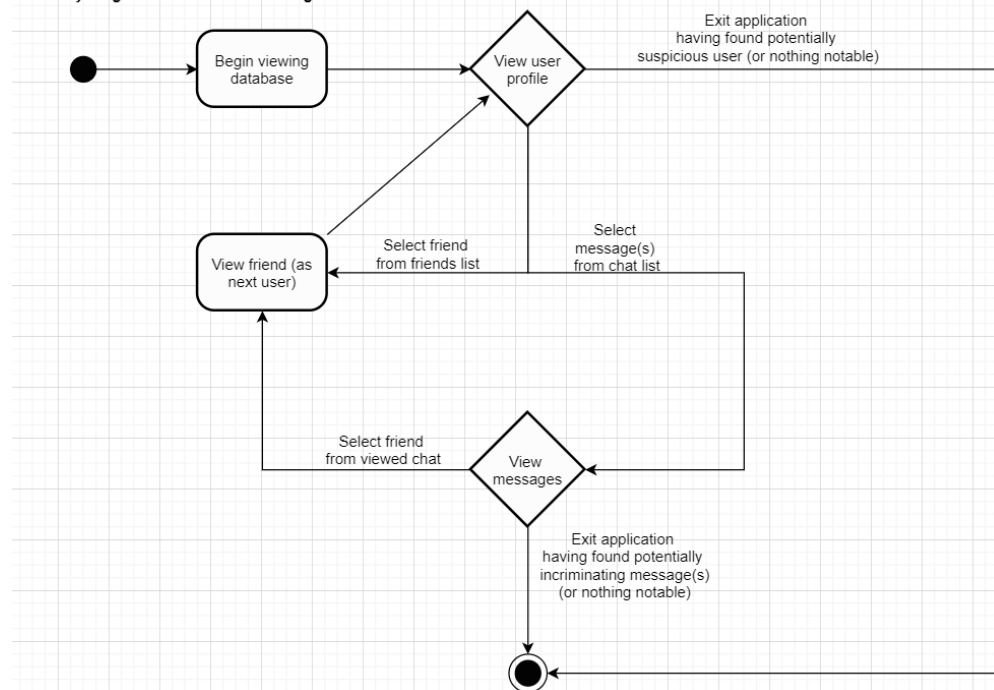 Begin viewing
database
View user
profile
Exit application
having found potentially
suspicious user (or nothing notable)
View friend (as
next user)
Select friend
from friends list
Select
message(s)
from chat list
Select friend
from viewed chat
View
messages
Exit application
having found potentially
incriminating message(s)
(or nothing notable)